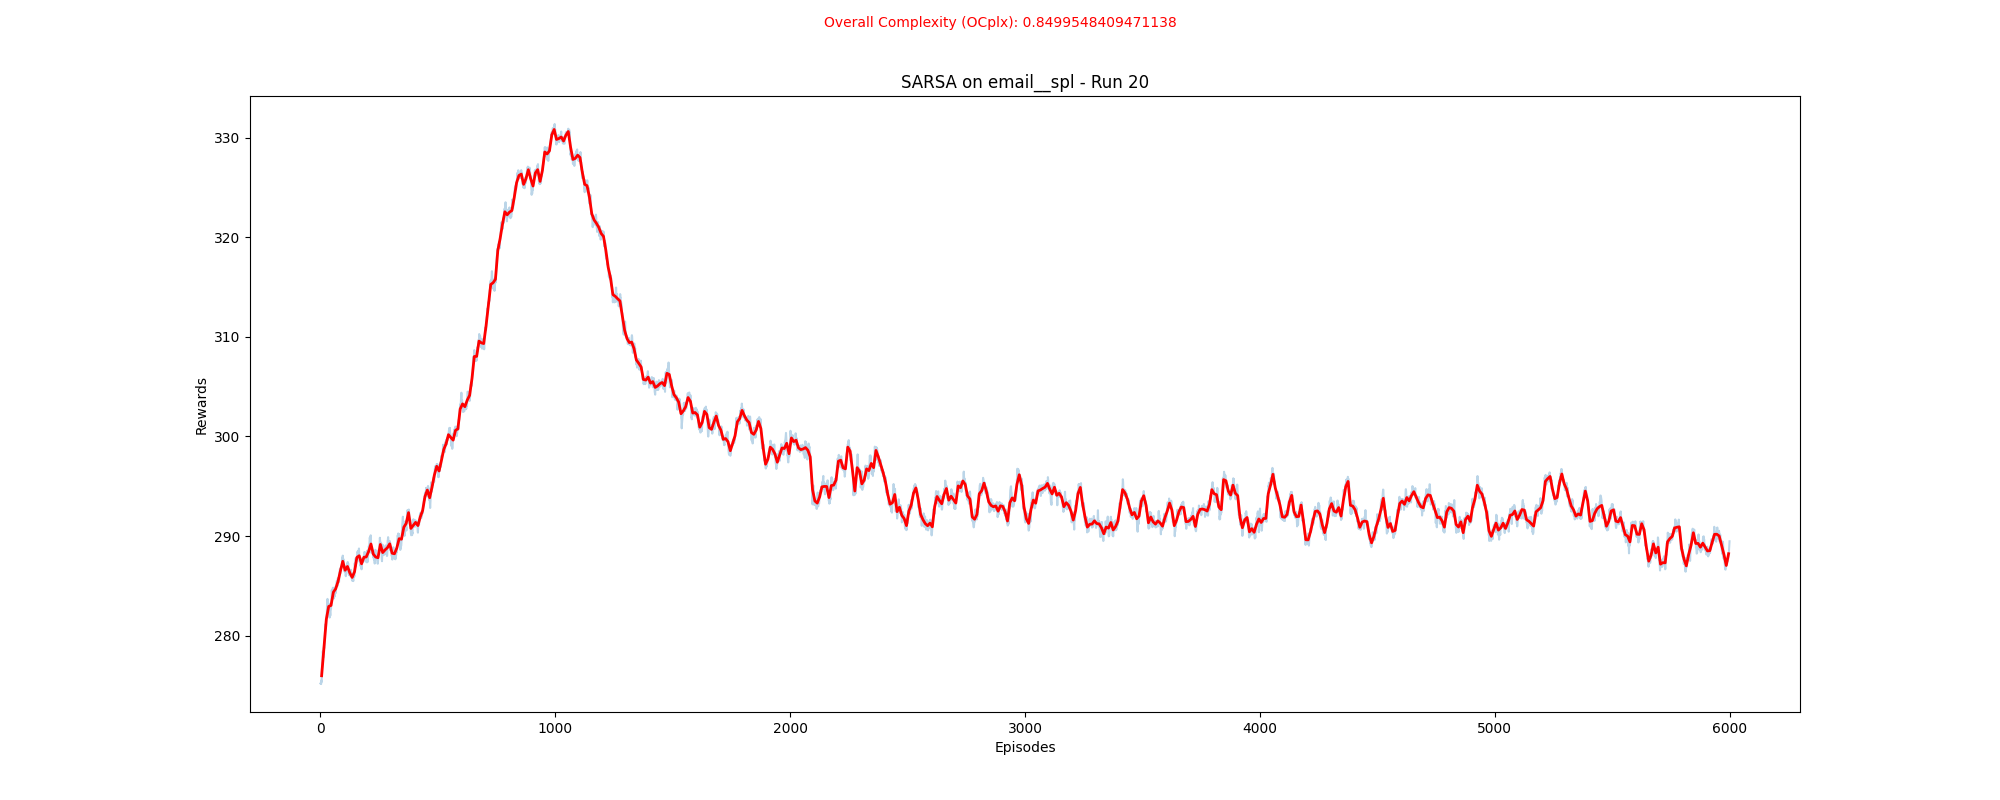 Overall Complexity (OCplx): 0.8499548409471138
SARSA on email__spl - Run 20
330
320
310
300
290
280
Rewards
0 1000 2000 3000 4000 5000 6000
Episodes